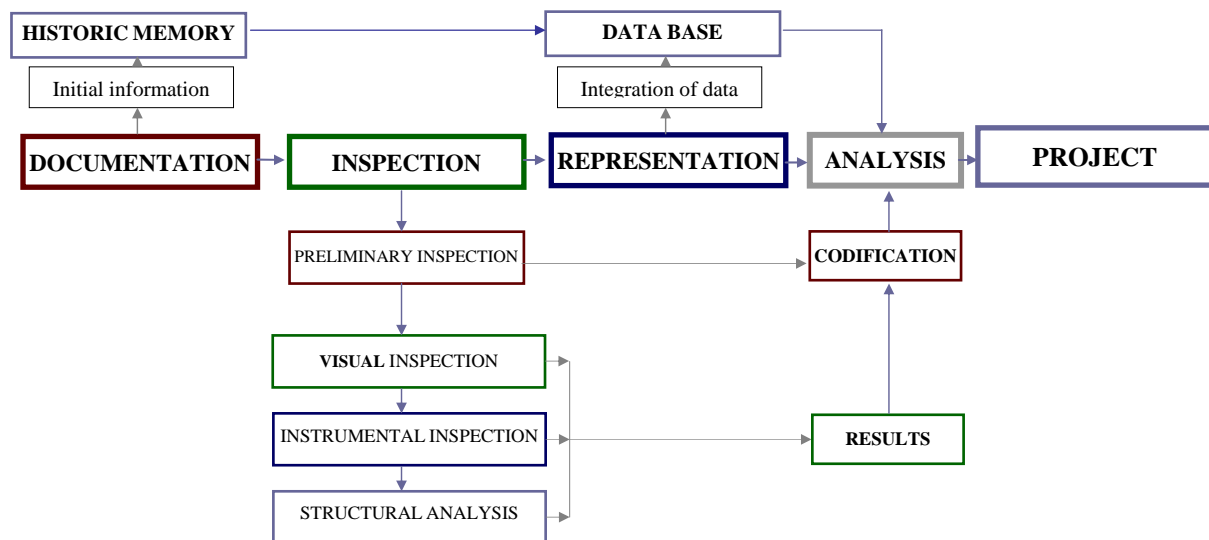 HISTORIC MEMORY
DATA BASE
Initial information
Integration of data
DOCUMENTATION
INSPECTION
REPRESENTATION
ANALYSIS
PROJECT
PRELIMINARY INSPECTION
CODIFICATION
VISUAL INSPECTION
INSTRUMENTAL INSPECTION
RESULTS
STRUCTURAL ANALYSIS